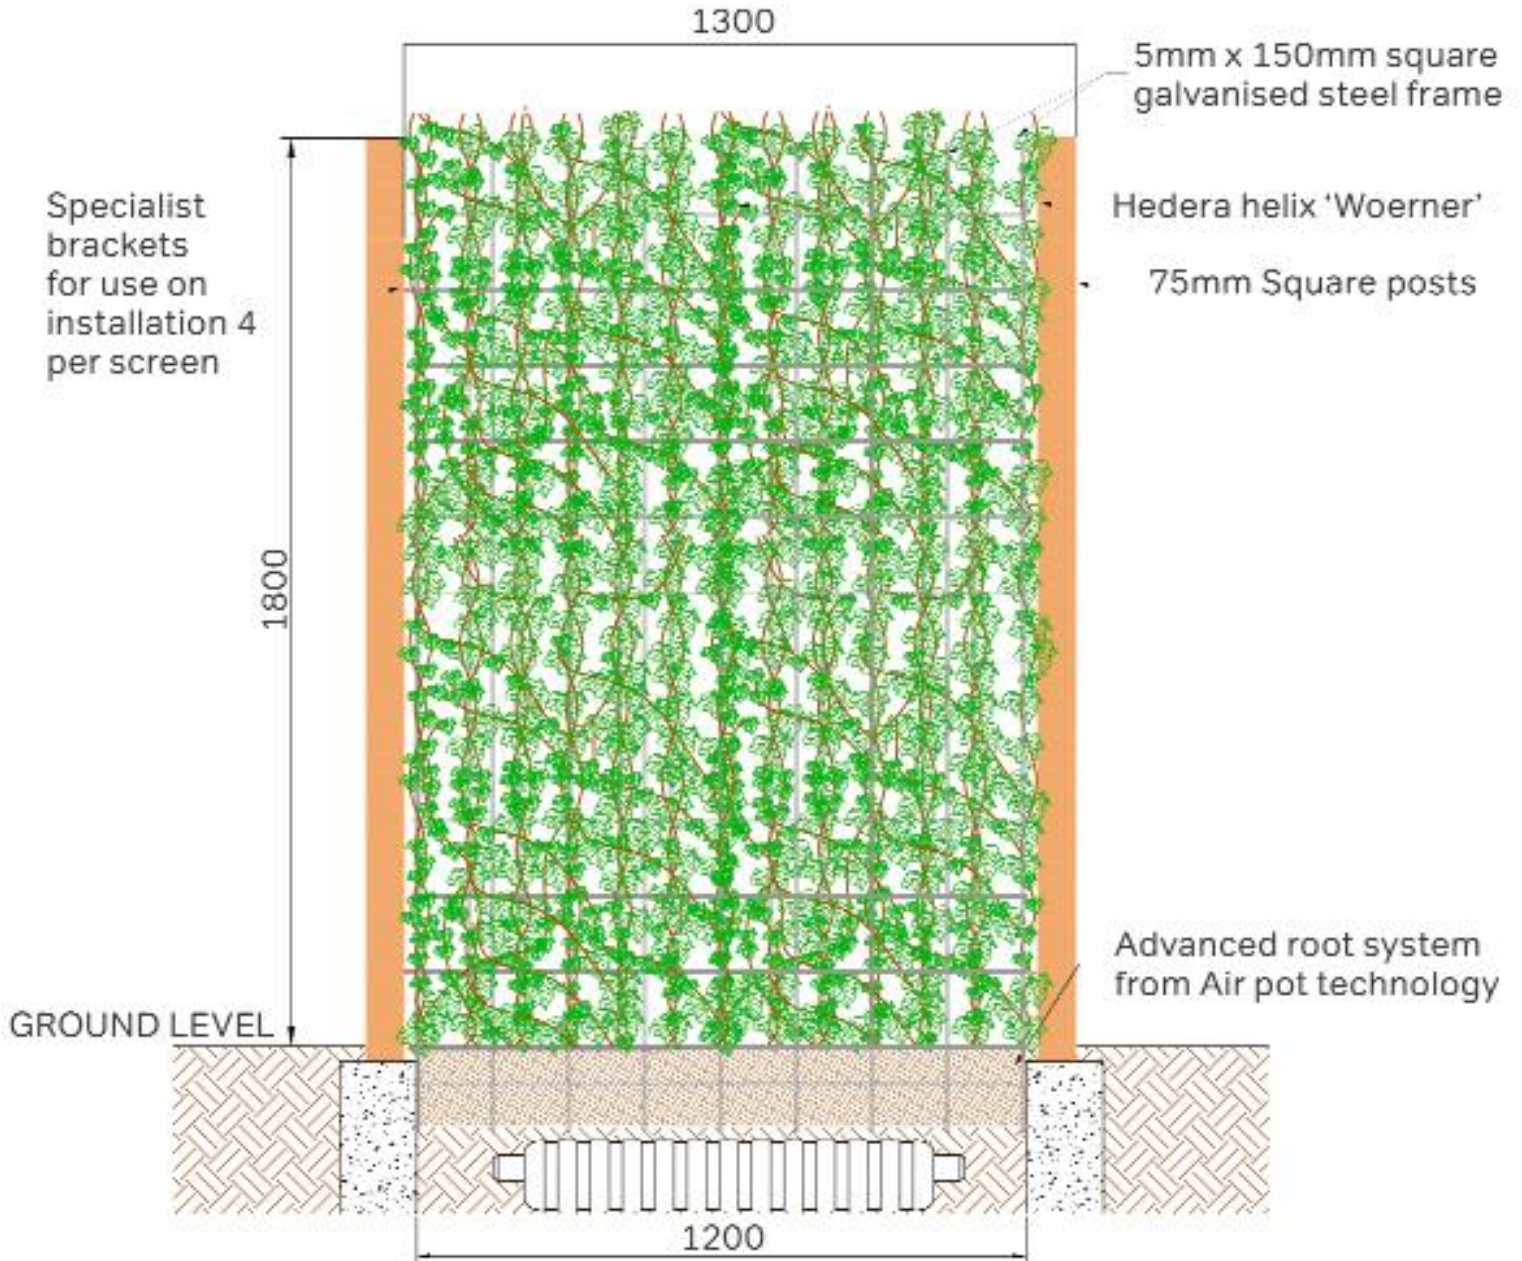 1300
5mm x 150mm square
galvanised steel frame
Specialist
brackets
for use on
installation 4
per screen
Hedera helix ‘Woerner’
75mm Square posts
1800
Advanced root system
from Air pot technology
GROUND LEVEL
1200